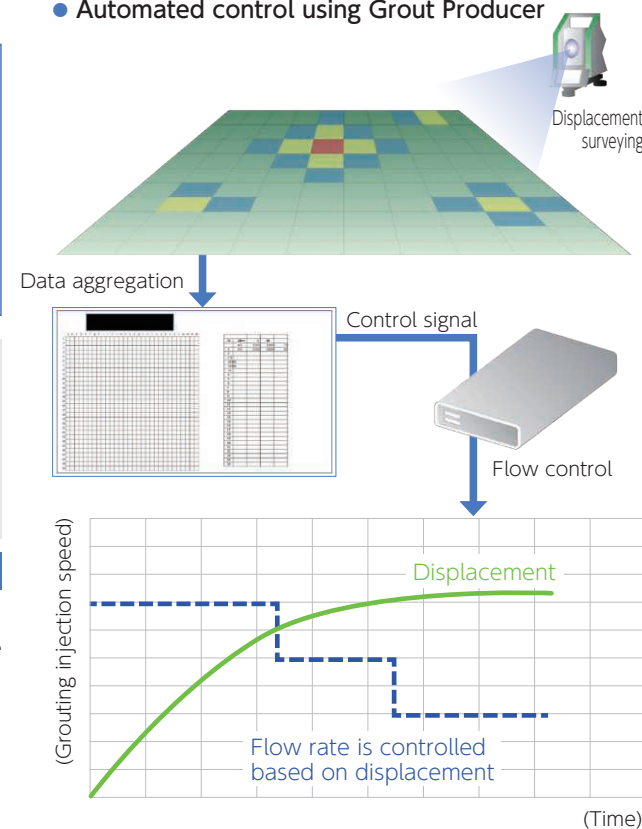 ● Automated control using Grout Producer
Displacement
surveying
Data aggregation
Control signal
Flow control
(Grouting injection speed)
Displacement
Flow rate is controlled
based on displacement
(Time)